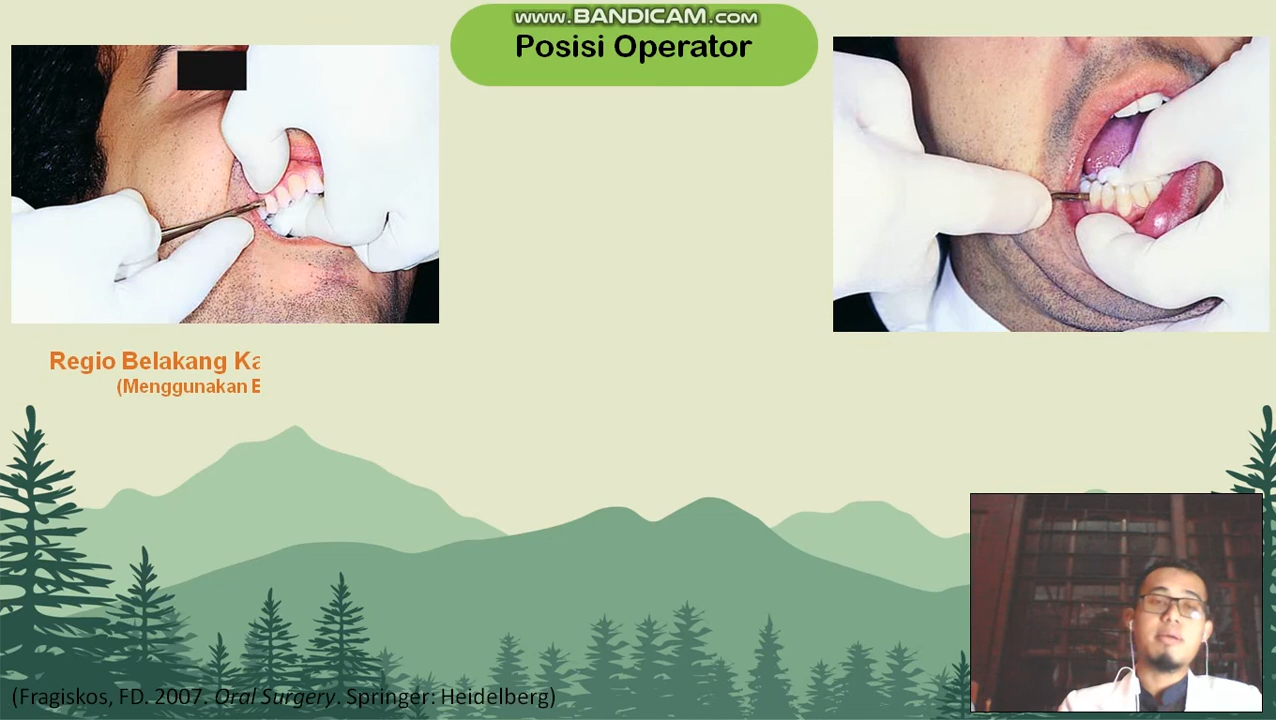 www.BANDICAM.com
Posisi Operator
Regio Belakang Ka
(Menggunakan E
(Fragiskos, FD. 2007. Oral Surgery. Springer: Heidelberg)